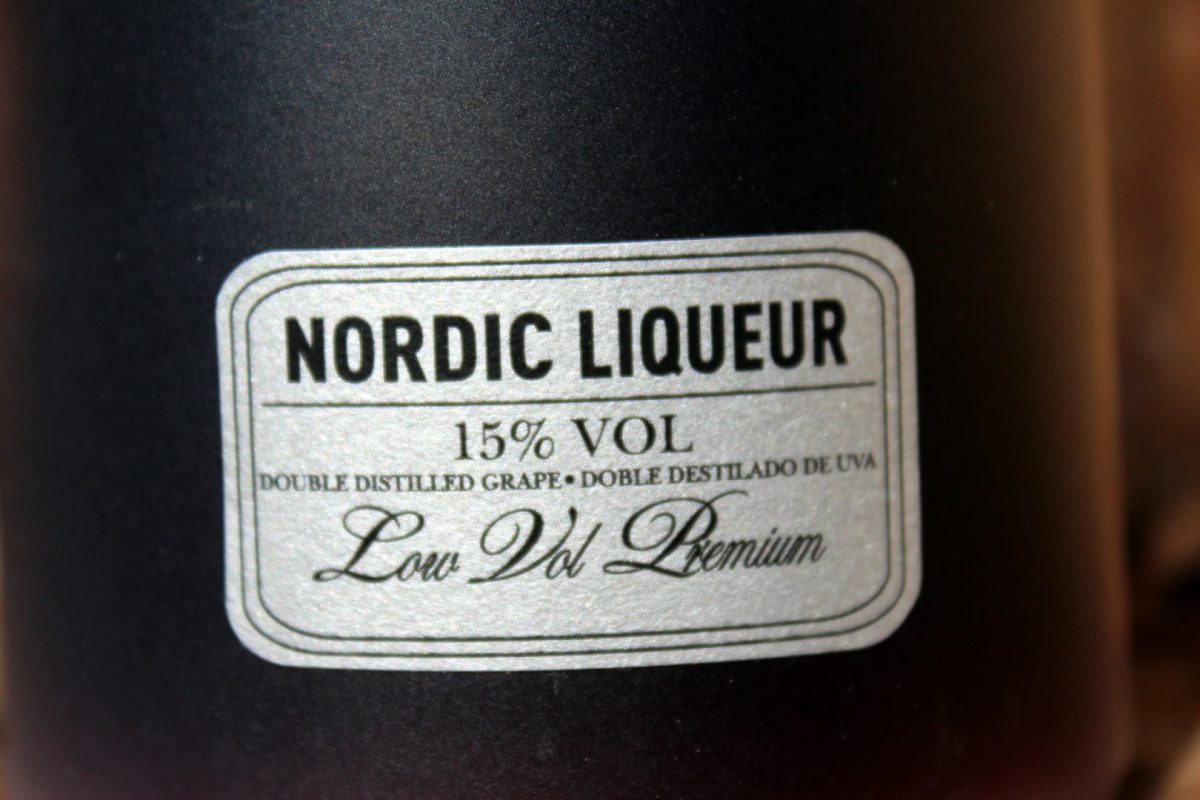 NORDIC LIQUEUR
15% VOL
DOUBLE DISTILLED GRAPE • DOBLE DESTILADO DE UVA
Low Vol Premium